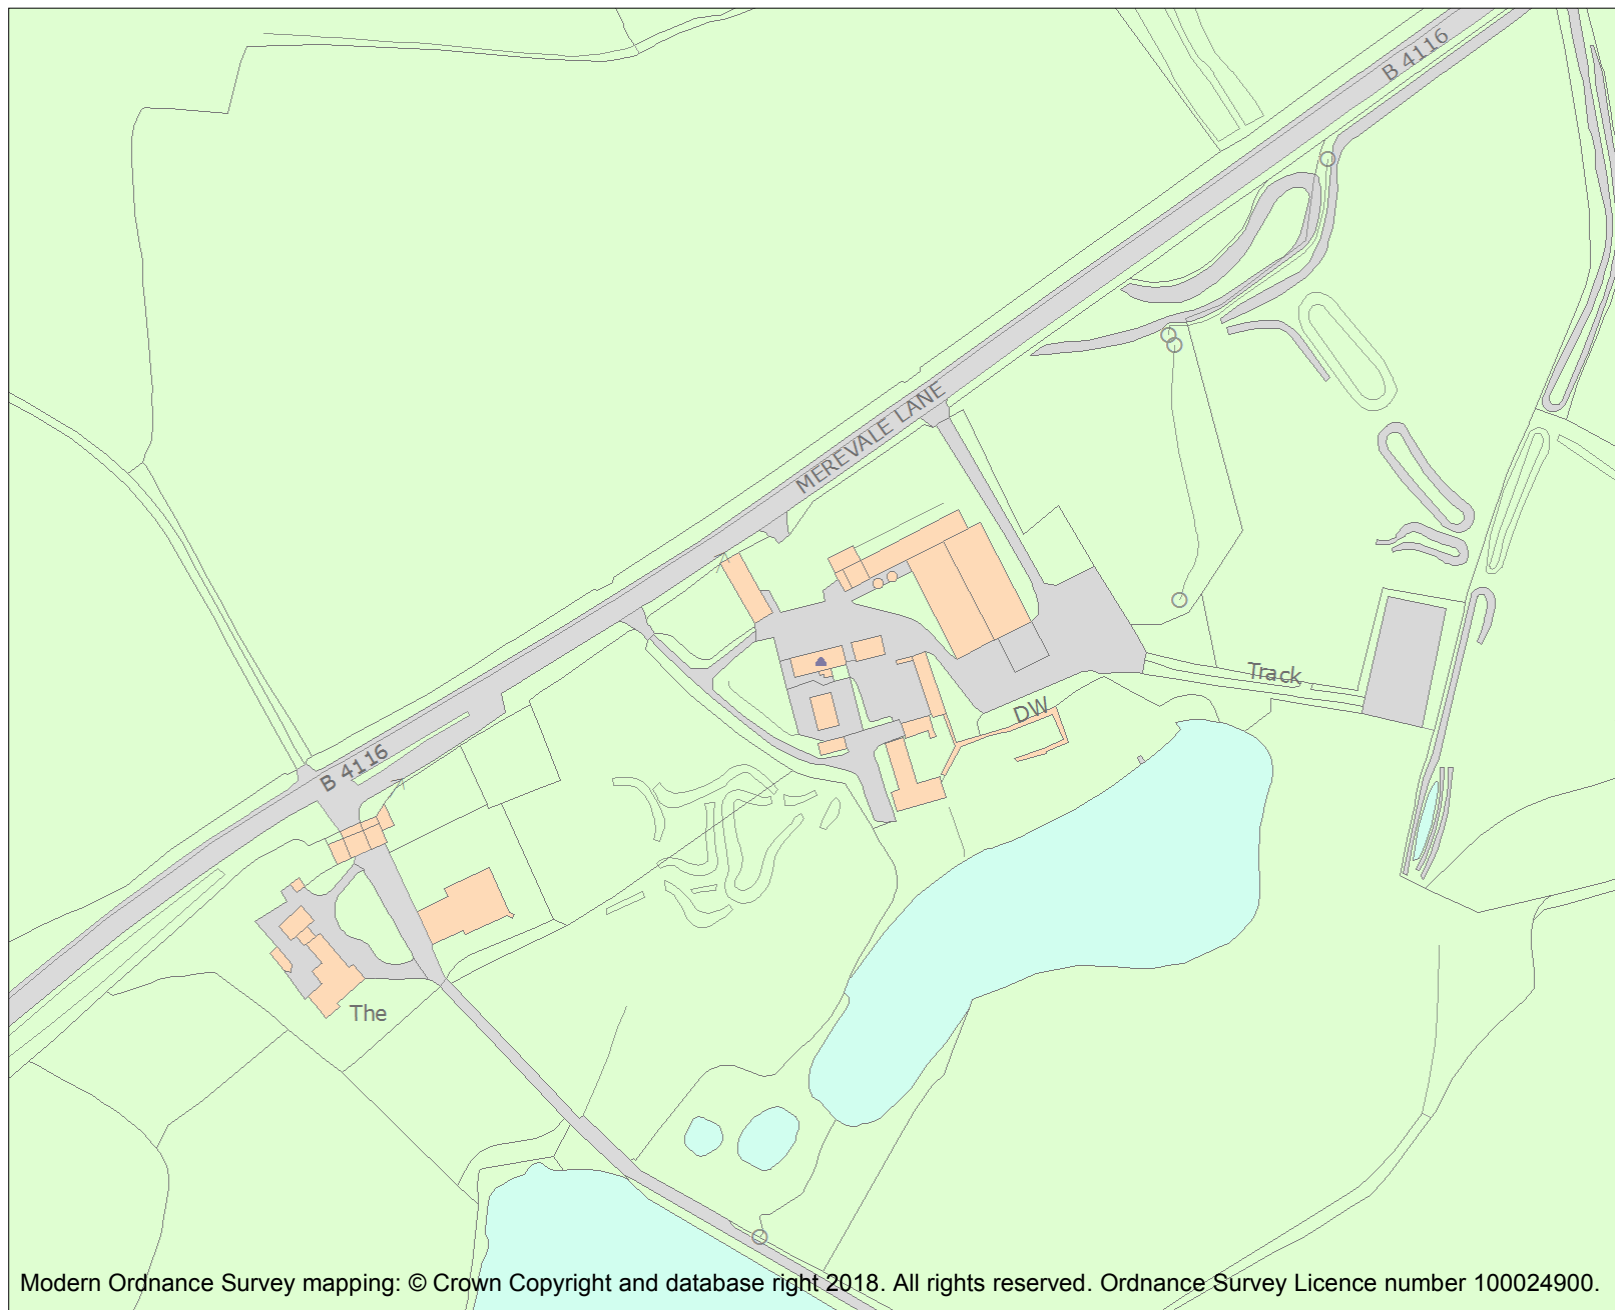 B 4116
MEREVALE LANE
Track
DW
B 4116
The
Modern Ordnance Survey mapping: © Crown Copyright and database right 2018. All rights reserved. Ordnance Survey Licence number 100024900.